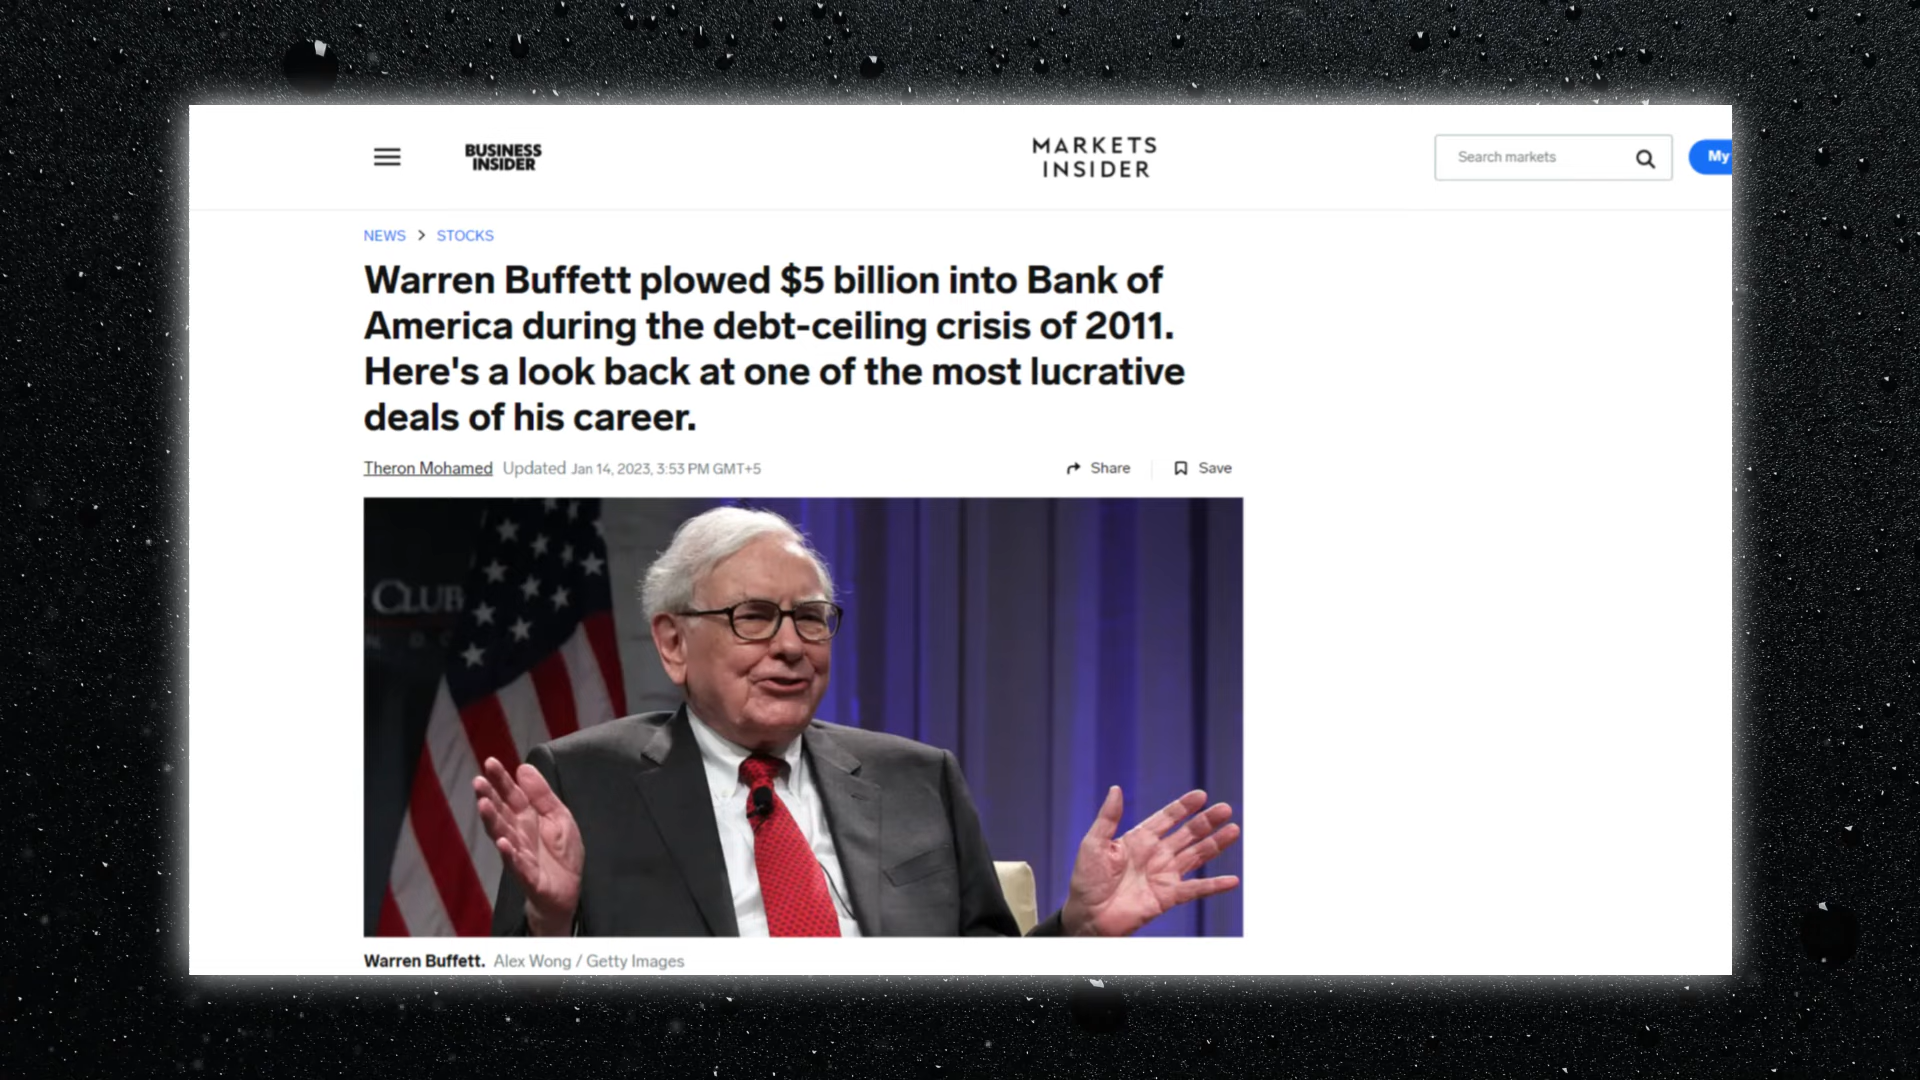 BUSINESS
INSIDER
MARKETS
INSIDER
Search markets
My
NEWS > STOCKS
Warren Buffett plowed $5 billion into Bank of
America during the debt-ceiling crisis of 2011.
Here's a look back at one of the most lucrative
deals of his career.
Theron Mohamed Updated Jan 14, 2023, 3:53 PM GMT+5
Share
Save
CLUB
Warren Buffett. Alex Wong / Getty Images